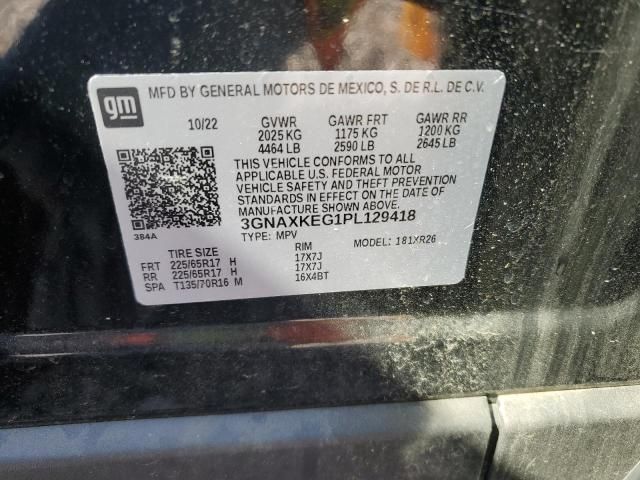 gm
MFD BY GENERAL MOTORS DE MEXICO, S. DE R.L. DE C.V.
10/22 GVWR GAWR FRT GAWR RR
2025 KG 1175 KG 1200 KG
4464 LB 2590 LB 2645 LB
THIS VEHICLE CONFORMS TO ALL
APPLICABLE U.S. FEDERAL MOTOR
VEHICLE SAFETY AND THEFT PREVENTION
STANDARDS IN EFFECT ON THE DATE OF
MANUFACTURE SHOWN ABOVE.
3GNAXKEG1PL129418
384A TYPE: MPV MODEL: 181XR26
TIRE SIZE RIM
FRT 225/65R17 H 17X7J
RR 225/65R17 H 17X7J
SPA T135/70R16 M 16X4BT